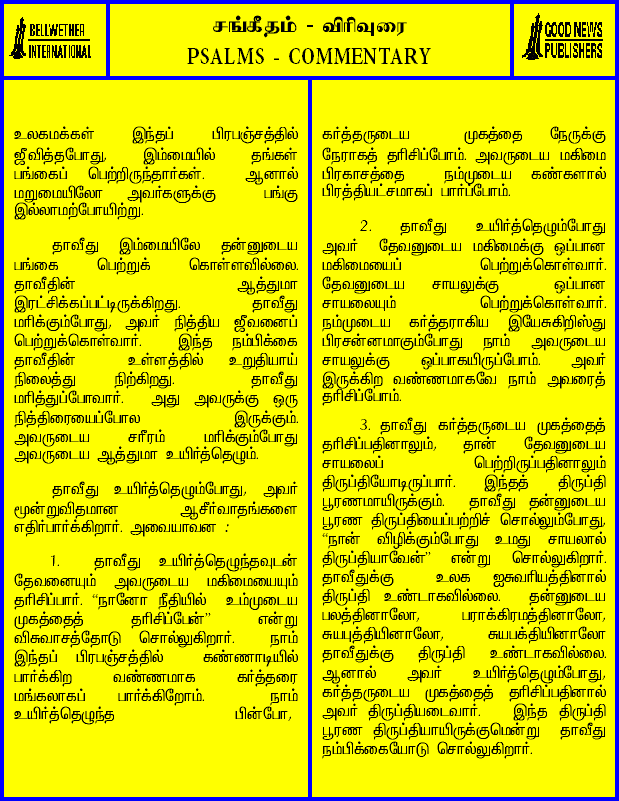 BELLWETHER
INTERNATIONAL
சங்கீதம் - விரிவுரை
PSALMS - COMMENTARY
GOOD NEWS
PUBLISHERS
உலகமக்கள் இந்தப் பிரபஞ்சத்தில்
ஜீவித்தபோது, இம்மையில் தங்கள்
பங்கைப் பெற்றிருந்தார்கள். ஆனால்
மறுமையிலோ அவர்களுக்கு பங்கு
இல்லாமற்போயிற்று.
தாவீது இம்மையிலே தன்னுடைய
பங்கை பெற்றுக் கொள்ளவில்லை.
தாவீதின் ஆத்துமா
இரட்சிக்கப்பட்டிருக்கிறது. தாவீது
மரிக்கும்போது, அவர் நித்திய ஜீவனைப்
பெற்றுக்கொள்வார். இந்த நம்பிக்கை
தாவீதின் உள்ளத்தில் உறுதியாய்
நிலைத்து நிற்கிறது. தாவீது
மரித்துப்போவார். அது அவருக்கு ஒரு
நித்திரையைப்போல இருக்கும்.
அவருடைய சரீரம் மரிக்கும்போது
அவருடைய ஆத்துமா உயிர்த்தெழும்.
தாவீது உயிர்த்தெழும்போது, அவர்
மூன்றுவிதமான ஆசீர்வாதங்களை
எதிர்பார்க்கிறார். அவையாவன :
1. தாவீது உயிர்த்தெழுந்தவுடன்
தேவனையும் அவருடைய மகிமையையும்
தரிசிப்பார். “நானோ நீதியில் உம்முடைய
முகத்தைத் தரிசிப்பேன்” என்று
விசுவாசத்தோடு சொல்லுகிறார். நாம்
இந்தப் பிரபஞ்சத்தில் கண்ணாடியில்
பார்க்கிற வண்ணமாக கர்த்தரை
மங்கலாகப் பார்க்கிறோம். நாம்
உயிர்த்தெழுந்த பின்போ,
கர்த்தருடைய முகத்தை நேருக்கு
நேராகத் தரிசிப்போம். அவருடைய மகிமை
பிரகாசத்தை நம்முடைய கண்களால்
பிரத்தியட்சமாகப் பார்ப்போம்.
2. தாவீது உயிர்த்தெழும்போது
அவர் தேவனுடைய மகிமைக்கு ஒப்பான
மகிமையைப் பெற்றுக்கொள்வார்.
தேவனுடைய சாயலுக்கு ஒப்பான
சாயலையும் பெற்றுக்கொள்வார்.
நம்முடைய கர்த்தராகிய இயேசுகிறிஸ்து
பிரசன்னமாகும்போது நாம் அவருடைய
சாயலுக்கு ஒப்பாகயிருப்போம். அவர்
இருக்கிற வண்ணமாகவே நாம் அவரைத்
தரிசிப்போம்.
3. தாவீது கர்த்தருடைய முகத்தைத்
தரிசிப்பதினாலும், தான் தேவனுடைய
சாயலைப் பெற்றிருப்பதினாலும்
திருப்தியோடிருப்பார். இந்தத் திருப்தி
பூரணமாயிருக்கும். தாவீது தன்னுடைய
பூரண திருப்தியைப்பற்றிச் சொல்லும்போது,
“நான் விழிக்கும்போது உமது சாயலால்
திருப்தியாவேன்” என்று சொல்லுகிறார்.
தாவீதுக்கு உலக ஐசுவரியத்தினால்
திருப்தி உண்டாகவில்லை. தன்னுடைய
பலத்தினாலோ, பராக்கிரமத்தினாலோ,
சுயபுத்தியினாலோ, சுயபக்தியினாலோ
தாவீதுக்கு திருப்தி உண்டாகவில்லை.
ஆனால் அவர் உயிர்த்தெழும்போது,
கர்த்தருடைய முகத்தைத் தரிசிப்பதினால்
அவர் திருப்தியடைவார். இந்த திருப்தி
பூரண திருப்தியாயிருக்குமென்று தாவீது
நம்பிக்கையோடு சொல்லுகிறார்.